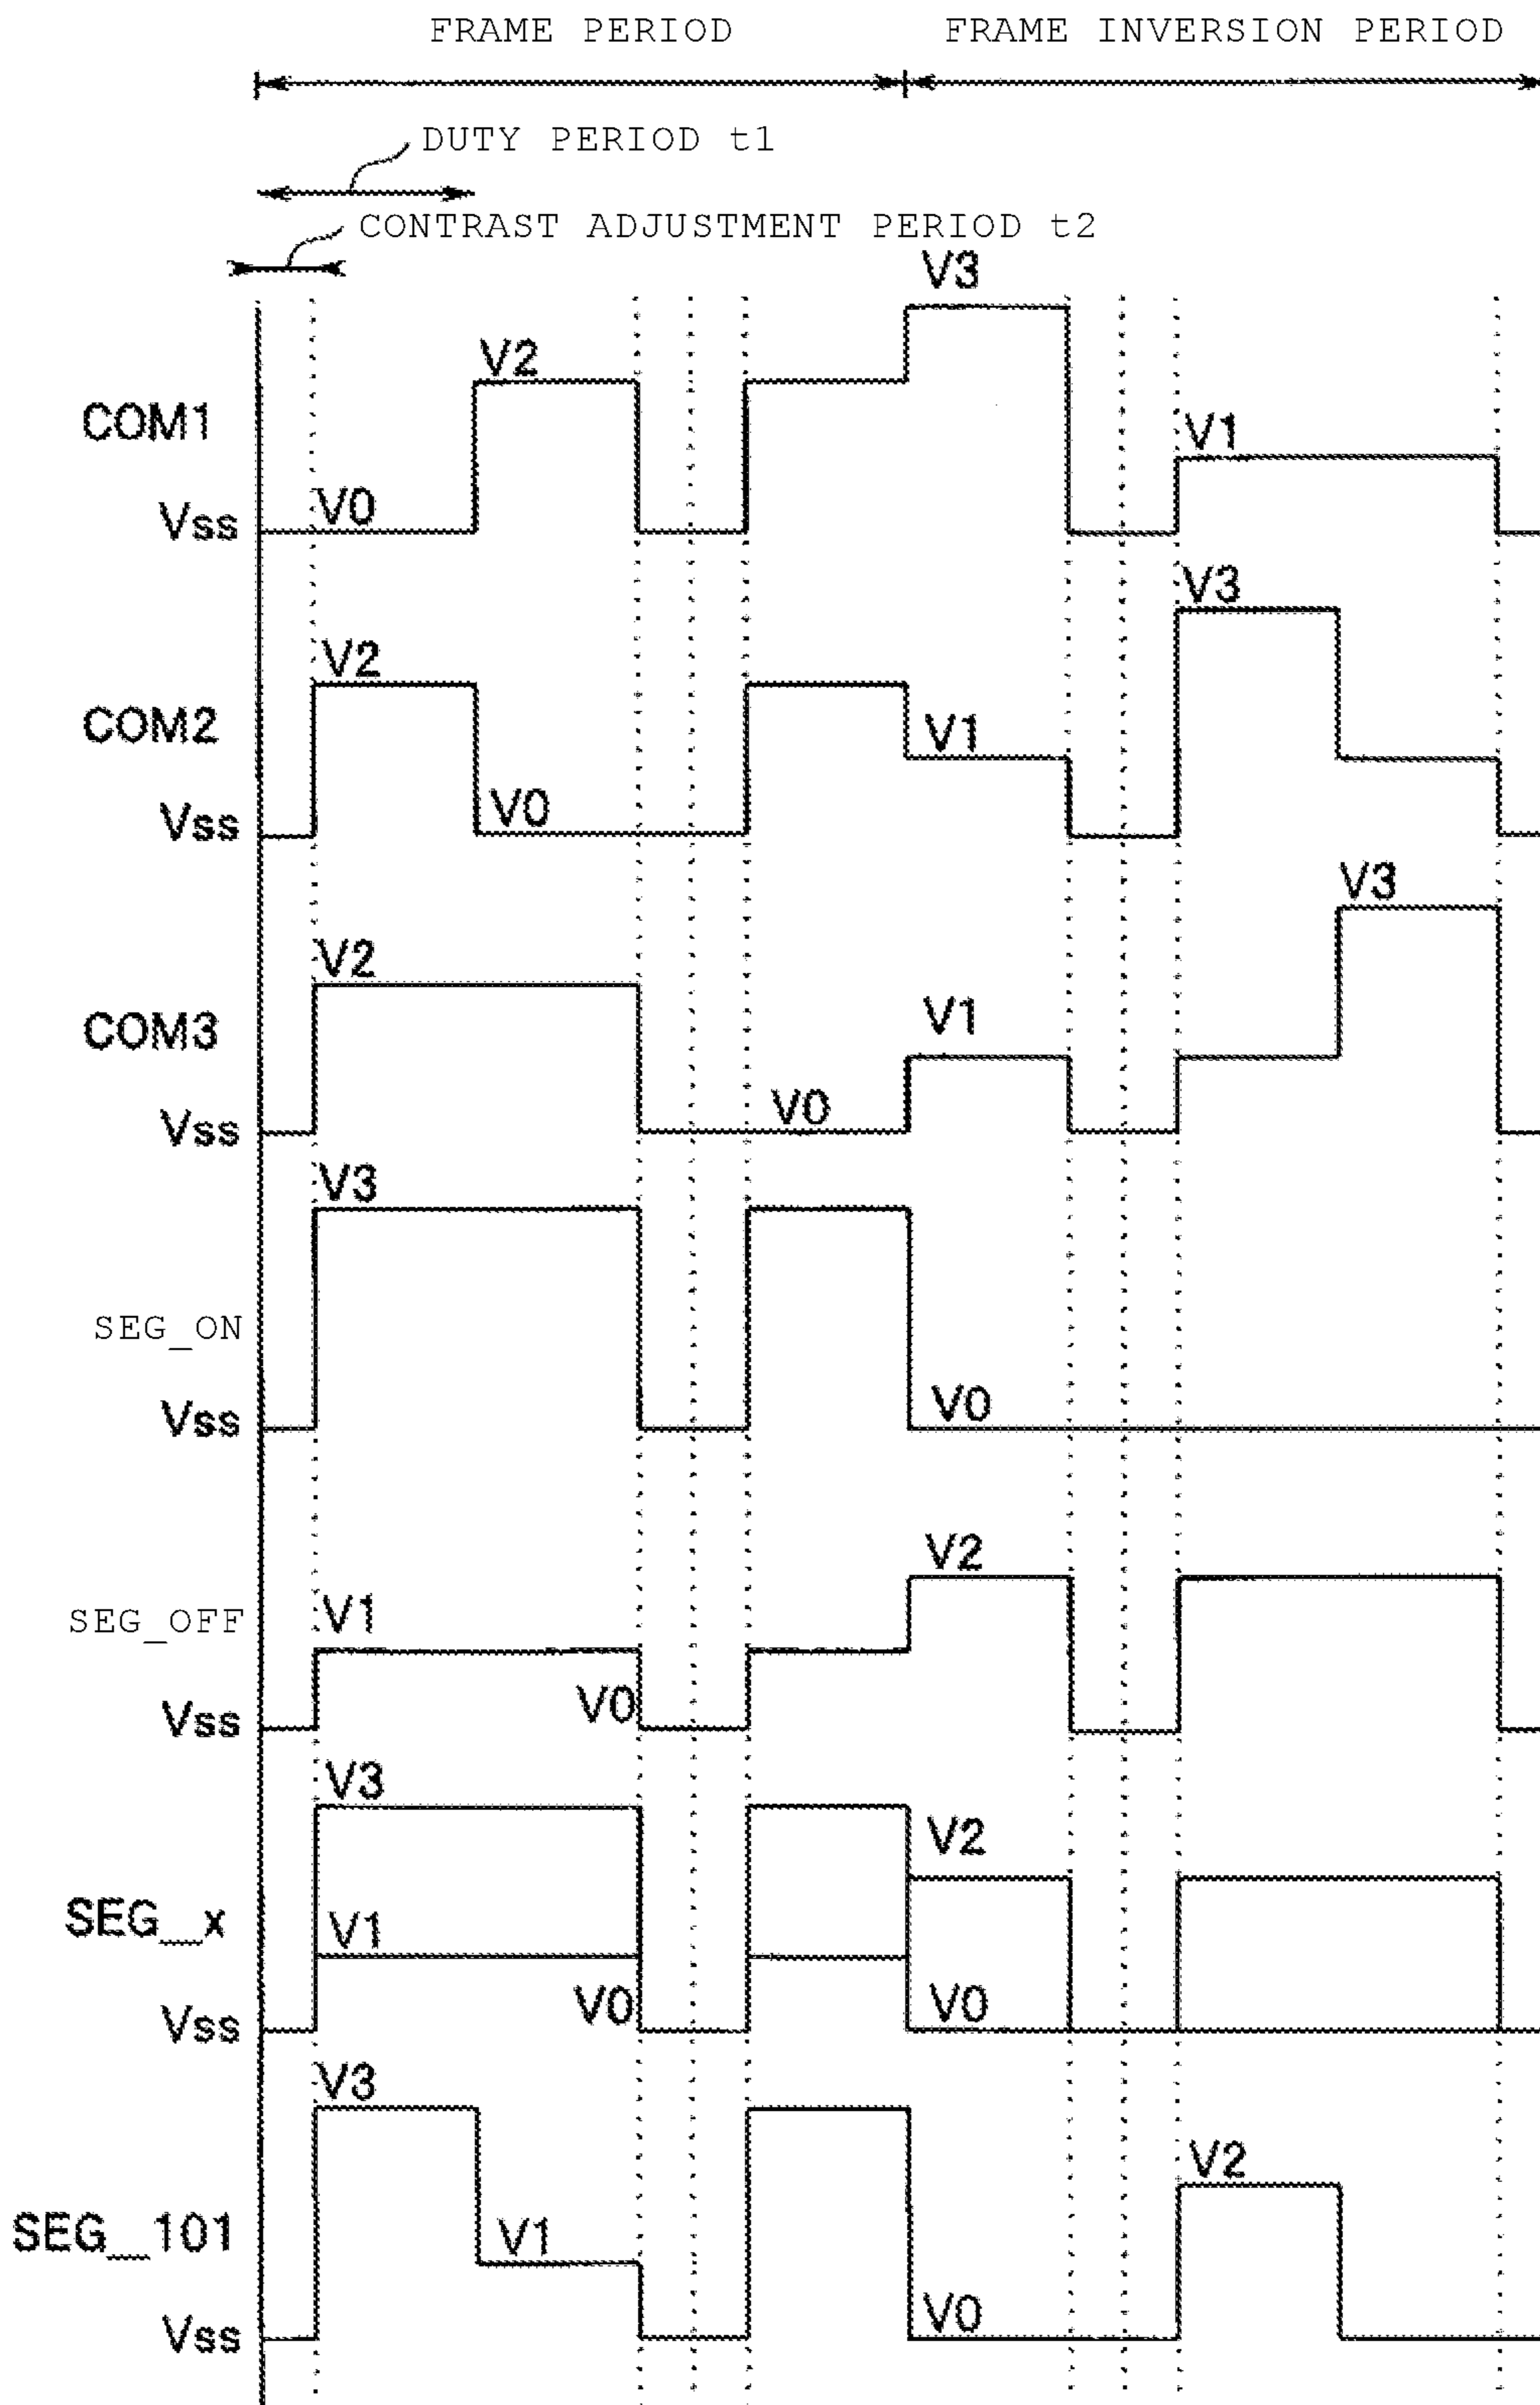 FRAME PERIOD FRAME INVERSION PERIOD
DUTY PERIOD t1
CONTRAST ADJUSTMENT PERIOD t2
V3
V2
V1
COM1
Vss V0
V3
V2
COM2 V1
Vss V0
V3
V2
COM3 V1
Vss V0
V3
SEG_ON
Vss V0
V2
SEG_OFF V1
Vss V0
V3
V2
SEG_x V1
Vss V0 V0
V3
V2
SEG_101 V1
Vss V0